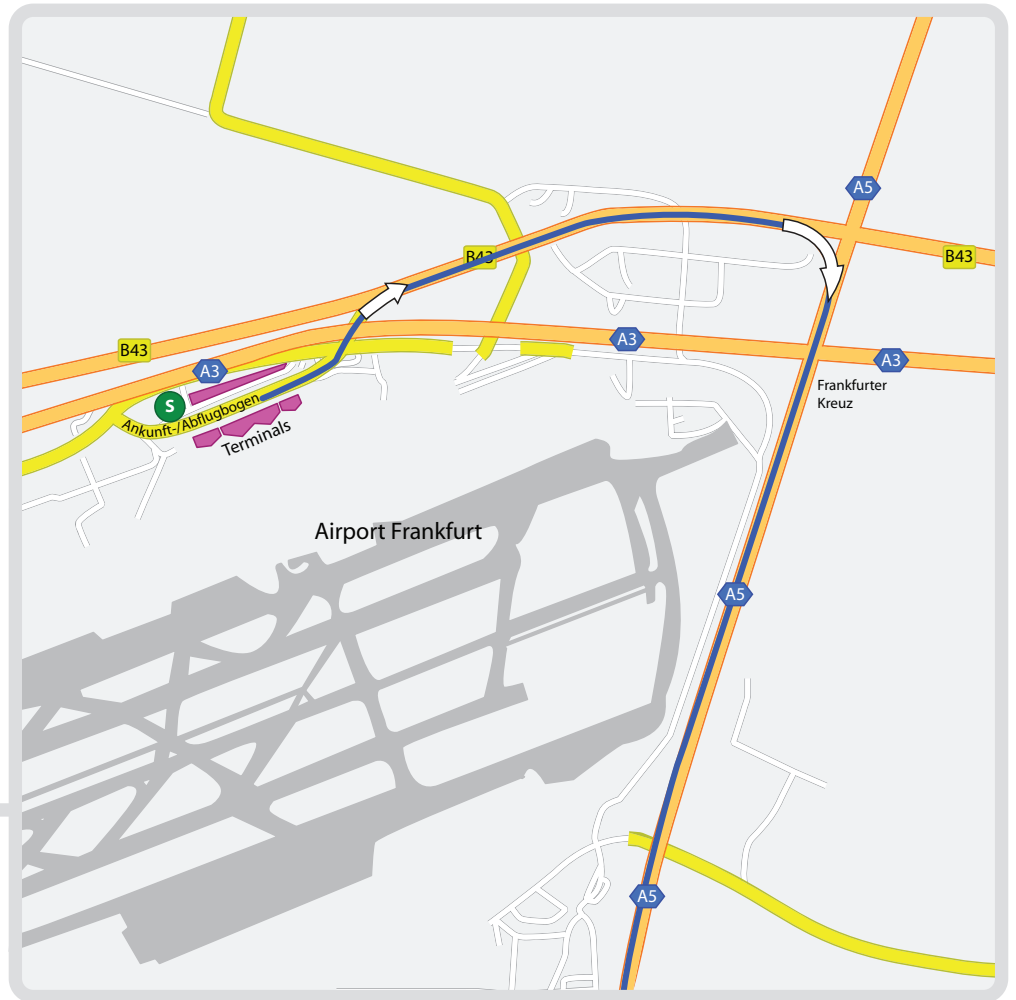 A5
B43
B43
A3
B43
A3
A3
Frankfurter
Kreuz
S
Ankunft-/Abflugbogen
Terminals
Airport Frankfurt
A5
A5